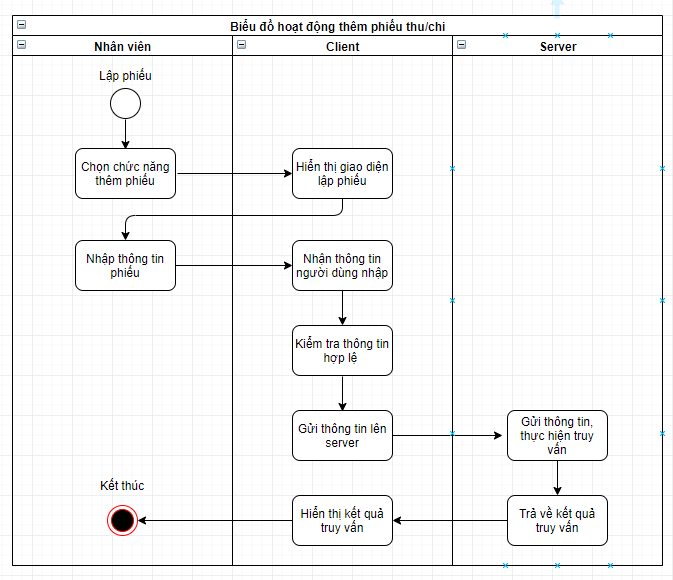 Biểu đồ hoạt động thêm phiếu thu/chi
Nhân viên
Client
Server
Lập phiếu
Chọn chức năng
thêm phiếu
Hiển thị giao diện
lập phiếu
Nhập thông tin
phiếu
Nhận thông tin
người dùng nhập
Kiểm tra thông tin
hợp lệ
Gửi thông tin lên
server
Gửi thông tin,
thực hiện truy
vấn
Kết thúc
Hiển thị kết quả
truy vấn
Trả về kết quả
truy vấn